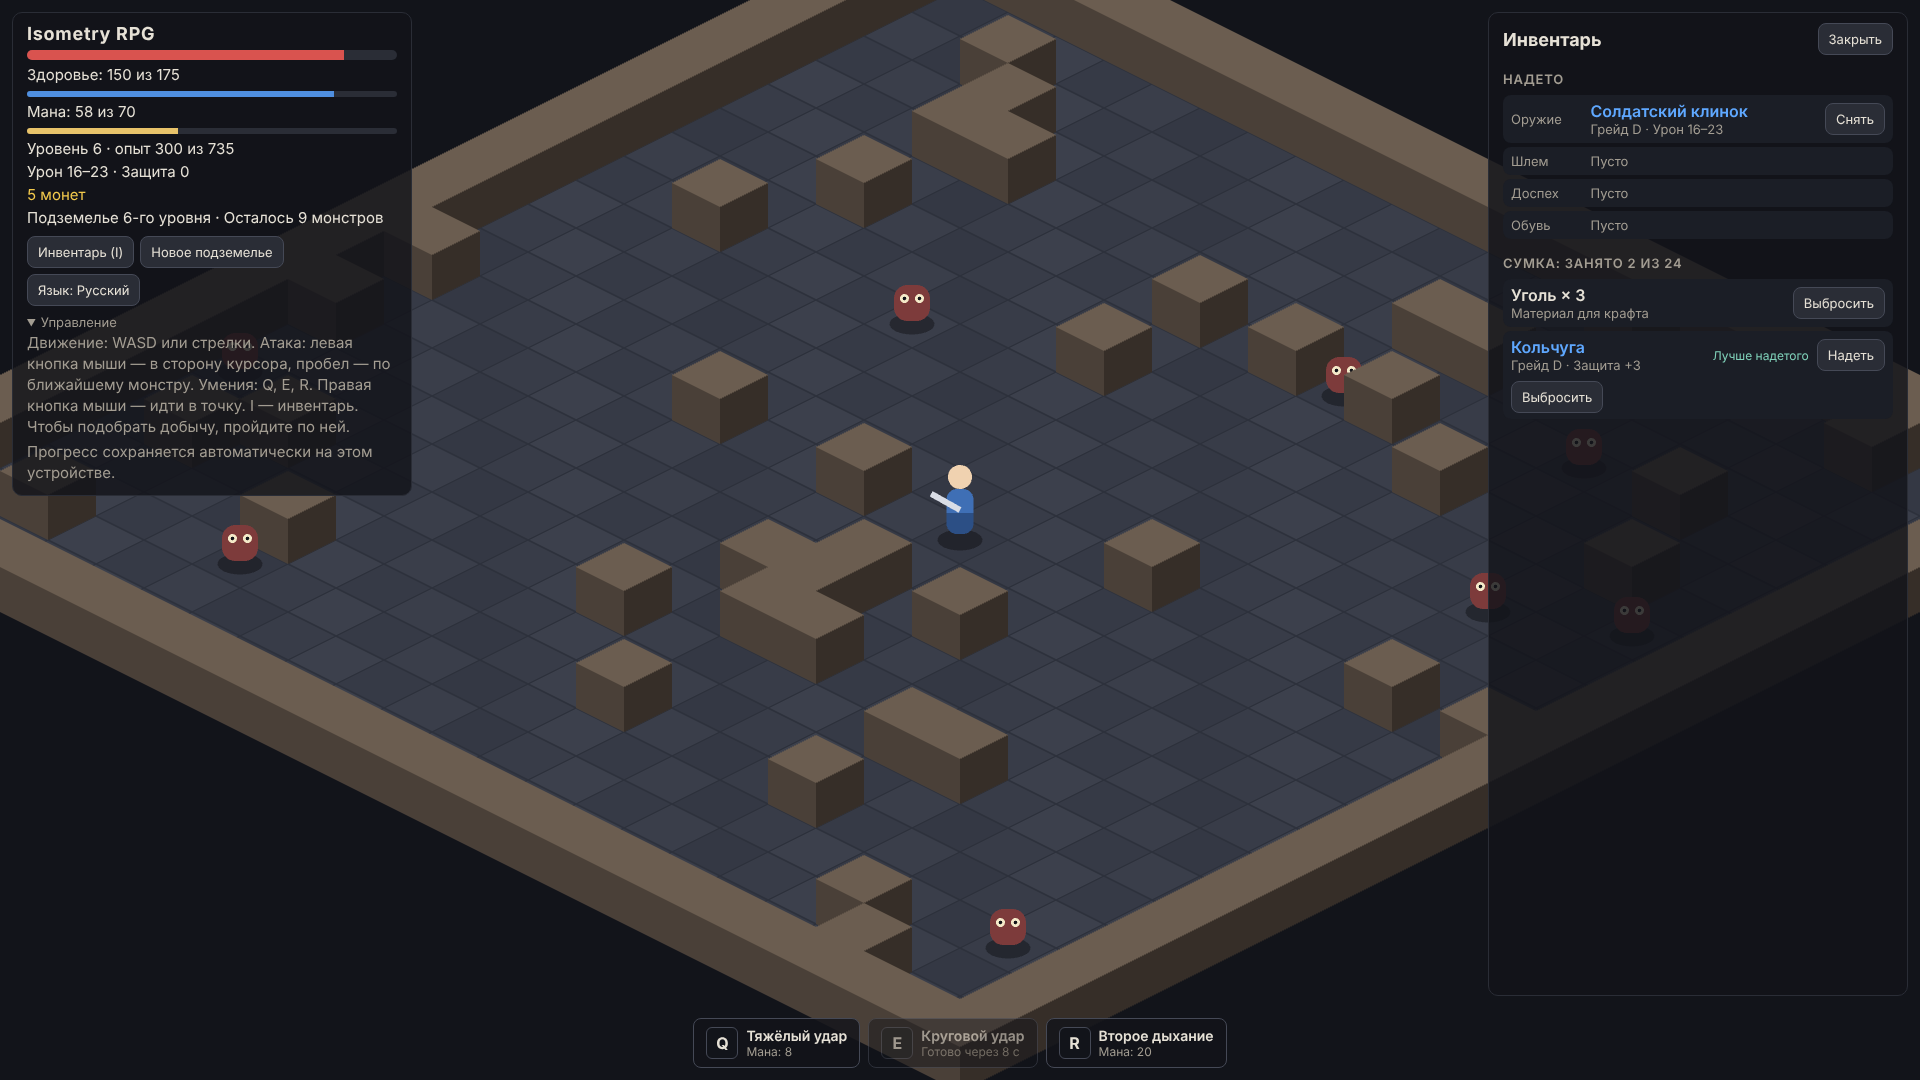 Isometry RPG
Здоровье: 150 из 175
Мана: 58 из 70
Уровень 6 · опыт 300 из 735
Урон 16–23 · Защита 0
5 монет
Подземелье 6-го уровня · Осталось 9 монстров
Инвентарь (I)
Новое подземелье
Язык: Русский
▼ Управление
Движение: WASD или стрелки. Атака: левая
кнопка мыши — в сторону курсора, пробел — по
ближайшему монстру. Умения: Q, E, R. Правая
кнопка мыши — идти в точку. I — инвентарь.
Чтобы подобрать добычу, пройдите по ней.
Прогресс сохраняется автоматически на этом
устройстве.
Инвентарь
Закрыть
НАДЕТО
Оружие
Солдатский клинок
Грейд D · Урон 16–23
Снять
Шлем
Пусто
Доспех
Пусто
Обувь
Пусто
СУМКА: ЗАНЯТО 2 ИЗ 24
Уголь × 3
Материал для крафта
Выбросить
Кольчуга
Грейд D · Защита +3
Лучше надетого
Надеть
Выбросить
Q
Тяжёлый удар
Мана: 8
E
Круговой удар
Готово через 8 с
R
Второе дыхание
Мана: 20